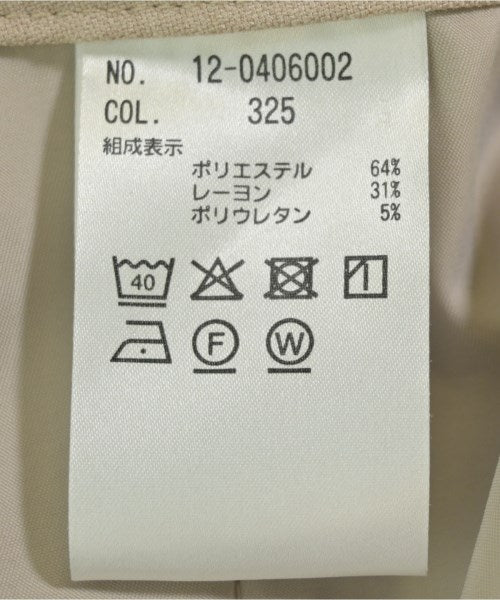 NO. 12-0406002
COL. 325
組成表示
ポリエステル 64%
レーヨン 31%
ポリウレタン 5%
40
F W